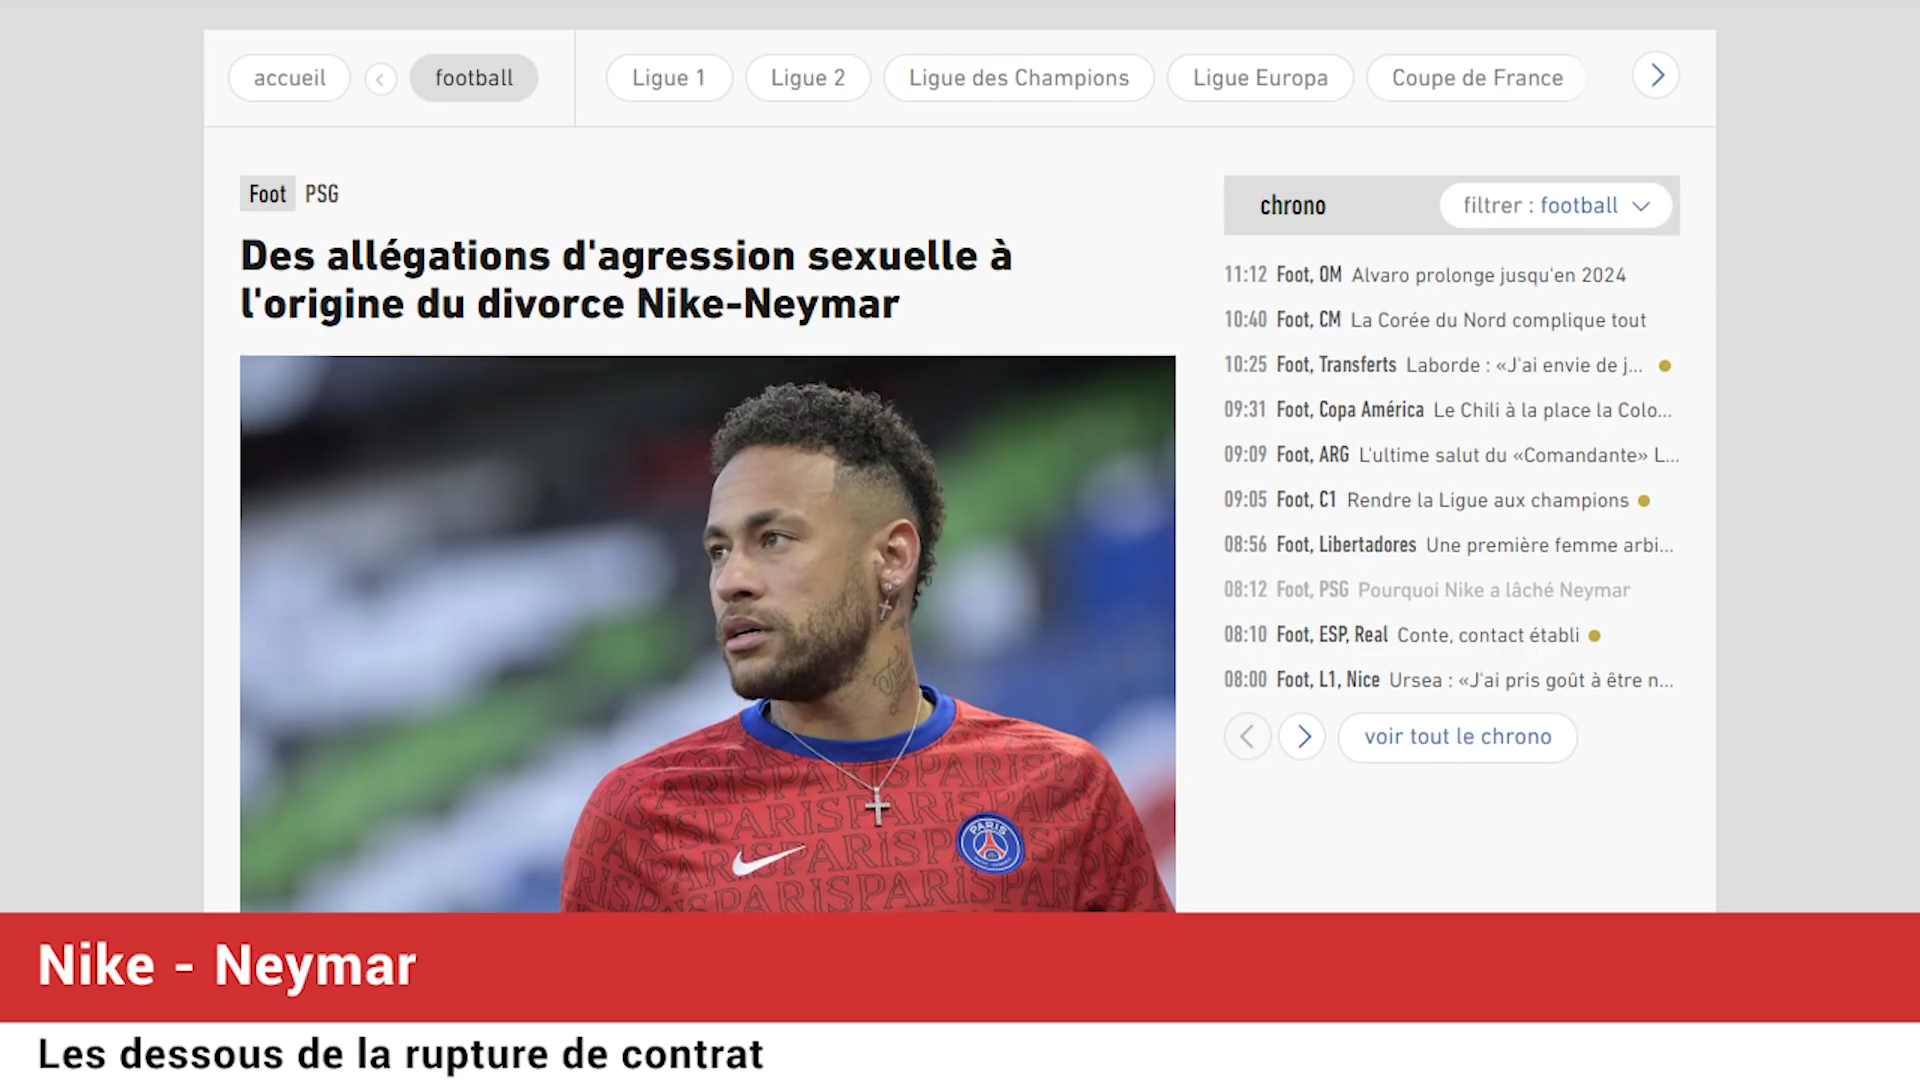 accueil
football
Ligue 1
Ligue 2
Ligue des Champions
Ligue Europa
Coupe de France
Foot PSG
Des allégations d'agression sexuelle à
l'origine du divorce Nike-Neymar
chrono
filtrer : football
11:12 Foot, OM Alvaro prolonge jusqu'en 2024
10:40 Foot, CM La Corée du Nord complique tout
10:25 Foot, Transferts Laborde : «J'ai envie de j...
09:31 Foot, Copa América Le Chili à la place la Colo...
09:09 Foot, ARG L'ultime salut du «Comandante» L...
09:05 Foot, C1 Rendre la Ligue aux champions
08:56 Foot, Libertadores Une première femme arbi...
08:12 Foot, PSG Pourquoi Nike a lâché Neymar
08:10 Foot, ESP, Real Conte, contact établi
08:00 Foot, L1, Nice Ursea : «J'ai pris goût à être n...
voir tout le chrono
PARIS
Nike - Neymar
Les dessous de la rupture de contrat